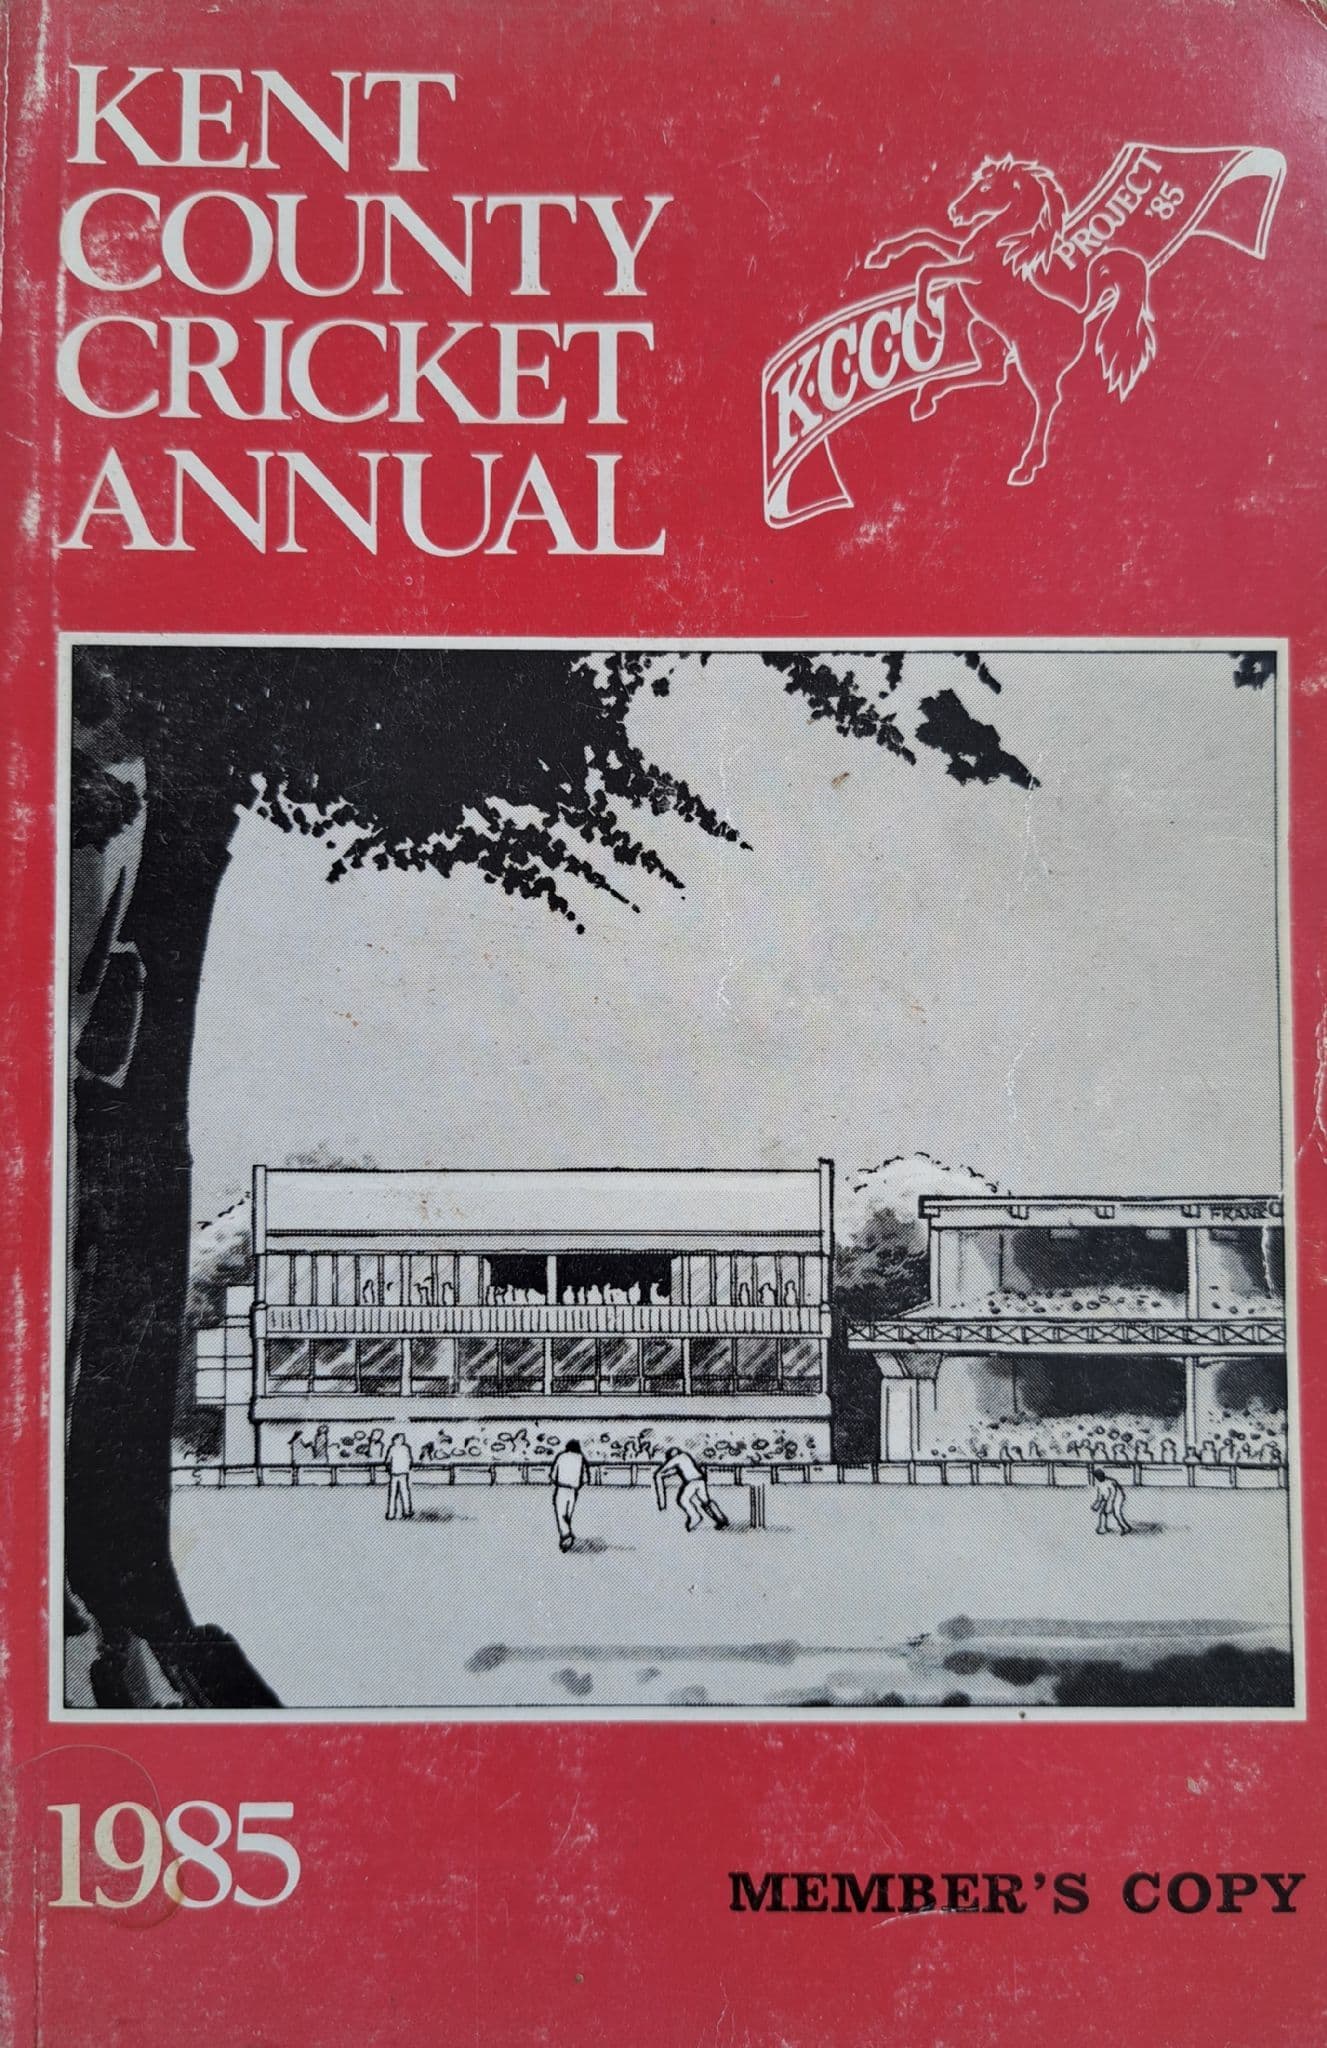 KENT
COUNTY
CRICKET
ANNUAL
PROJECT
'85
K·C·C·C
1985
MEMBER'S COPY